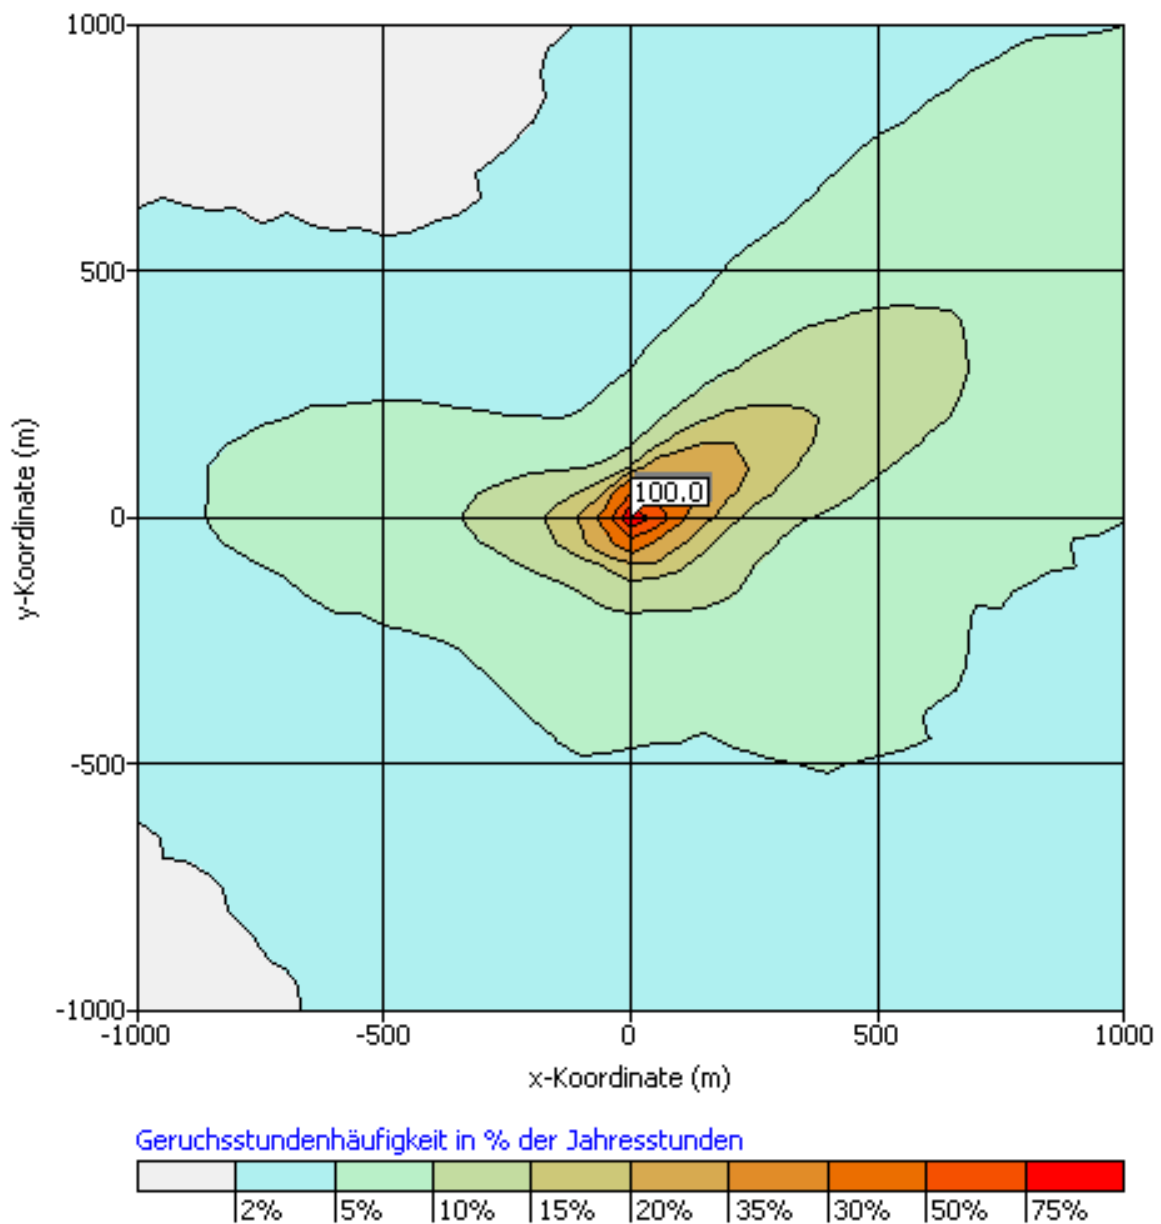 1000
500
100.0
0
y-Koordinate (m)
-500
-1000
-1000 -500 0 500 1000
x-Koordinate (m)
Geruchsstundenhäufigkeit in % der Jahresstunden
2% 5% 10% 15% 20% 35% 30% 50% 75%